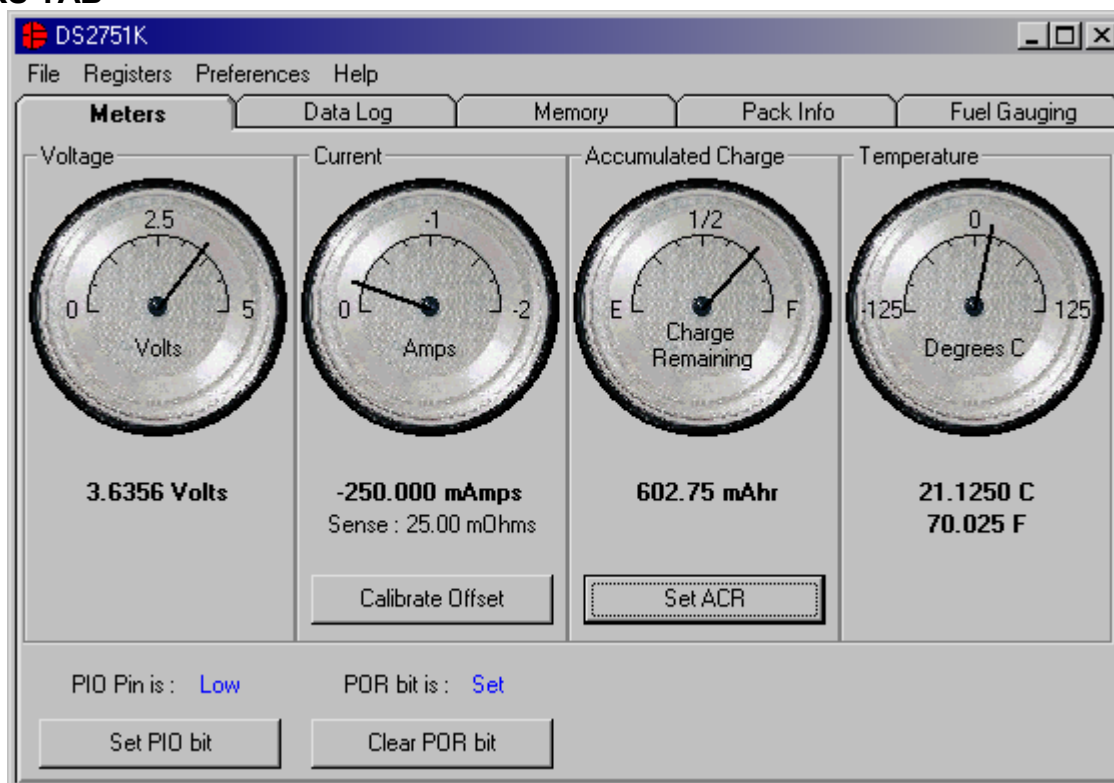 DS2751K
File Registers Preferences Help
Meters Data Log Memory Pack Info Fuel Gauging
Voltage
2.5
0 5
Volts
3.6356 Volts
Current
-1
0 -2
Amps
-250.000 mAmps
Sense : 25.00 mOhms
Calibrate Offset
Accumulated Charge
1/2
E F
Charge
Remaining
602.75 mAhr
Set ACR
Temperature
0
-125 125
Degrees C
21.1250 C
70.025 F
PIO Pin is : Low
Set PIO bit
POR bit is : Set
Clear POR bit